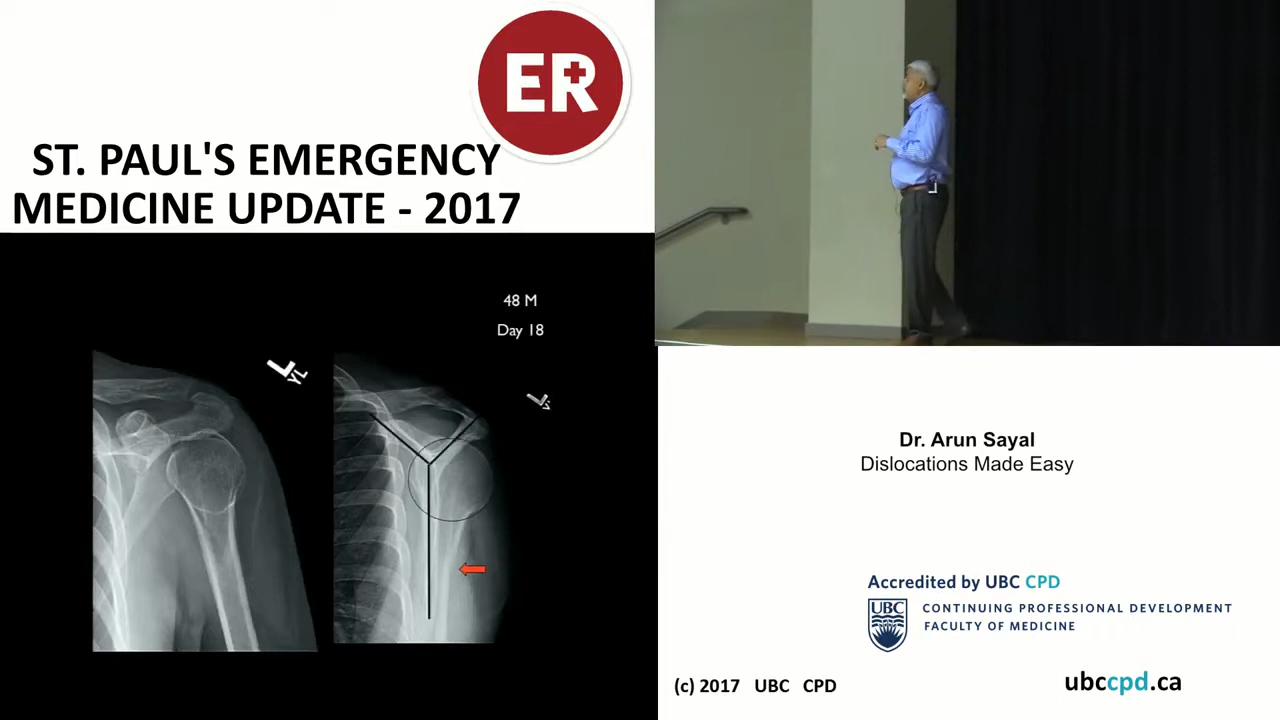 ER
ST. PAUL'S EMERGENCY
MEDICINE UPDATE - 2017
48 M
Day 18
L
YL
Dr. Arun Sayal
Dislocations Made Easy
Accredited by UBC CPD
UBC
CONTINUING PROFESSIONAL DEVELOPMENT
FACULTY OF MEDICINE
(c) 2017 UBC CPD
ubccpd.ca